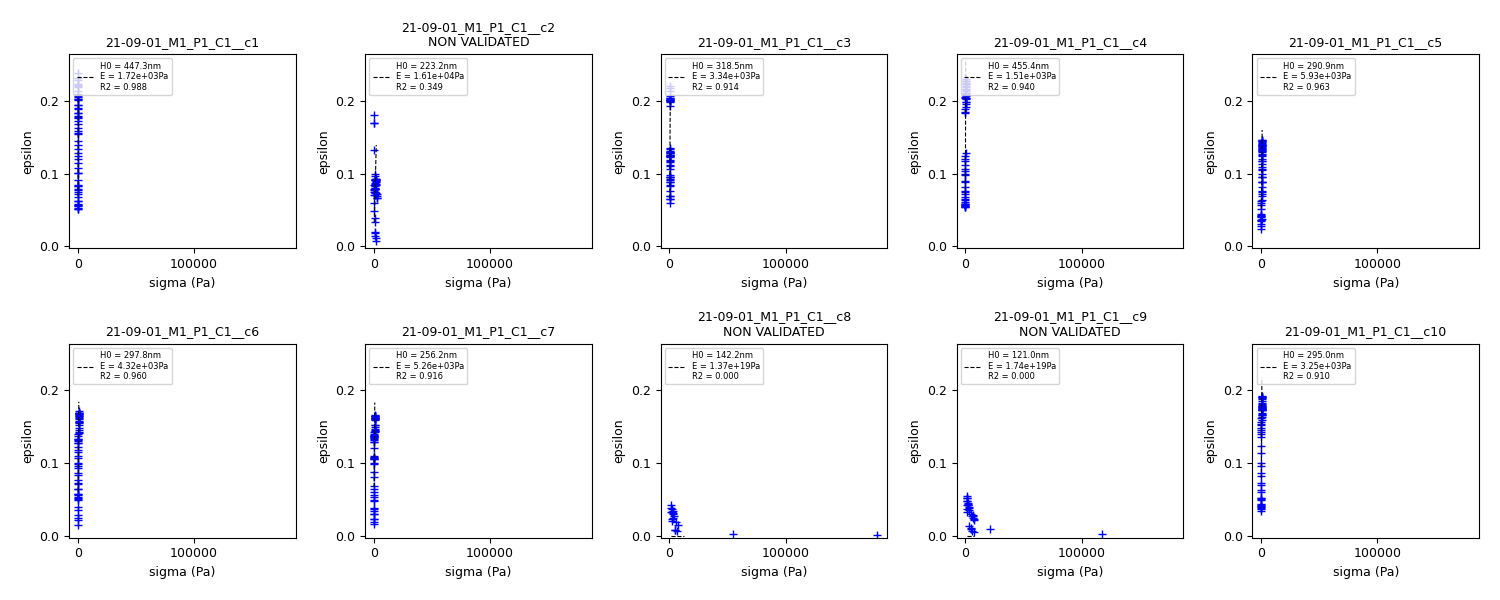 21-09-01_M1_P1_C1__c1
H0 = 447.3nm
E = 1.72e+03Pa
R2 = 0.988
epsilon
0.2
0.1
0.0
0
100000
sigma (Pa)
21-09-01_M1_P1_C1__c2
NON VALIDATED
H0 = 223.2nm
E = 1.61e+04Pa
R2 = 0.349
epsilon
0.2
0.1
0.0
0
100000
sigma (Pa)
21-09-01_M1_P1_C1__c3
H0 = 318.5nm
E = 3.34e+03Pa
R2 = 0.914
epsilon
0.2
0.1
0.0
0
100000
sigma (Pa)
21-09-01_M1_P1_C1__c4
H0 = 455.4nm
E = 1.51e+03Pa
R2 = 0.940
epsilon
0.2
0.1
0.0
0
100000
sigma (Pa)
21-09-01_M1_P1_C1__c5
H0 = 290.9nm
E = 5.93e+03Pa
R2 = 0.963
epsilon
0.2
0.1
0.0
0
100000
sigma (Pa)
21-09-01_M1_P1_C1__c6
H0 = 297.8nm
E = 4.32e+03Pa
R2 = 0.960
epsilon
0.2
0.1
0.0
0
100000
sigma (Pa)
21-09-01_M1_P1_C1__c7
H0 = 256.2nm
E = 5.26e+03Pa
R2 = 0.916
epsilon
0.2
0.1
0.0
0
100000
sigma (Pa)
21-09-01_M1_P1_C1__c8
NON VALIDATED
H0 = 142.2nm
E = 1.37e+19Pa
R2 = 0.000
epsilon
0.2
0.1
0.0
0
100000
sigma (Pa)
21-09-01_M1_P1_C1__c9
NON VALIDATED
H0 = 121.0nm
E = 1.74e+19Pa
R2 = 0.000
epsilon
0.2
0.1
0.0
0
100000
sigma (Pa)
21-09-01_M1_P1_C1__c10
H0 = 295.0nm
E = 3.25e+03Pa
R2 = 0.910
epsilon
0.2
0.1
0.0
0
100000
sigma (Pa)